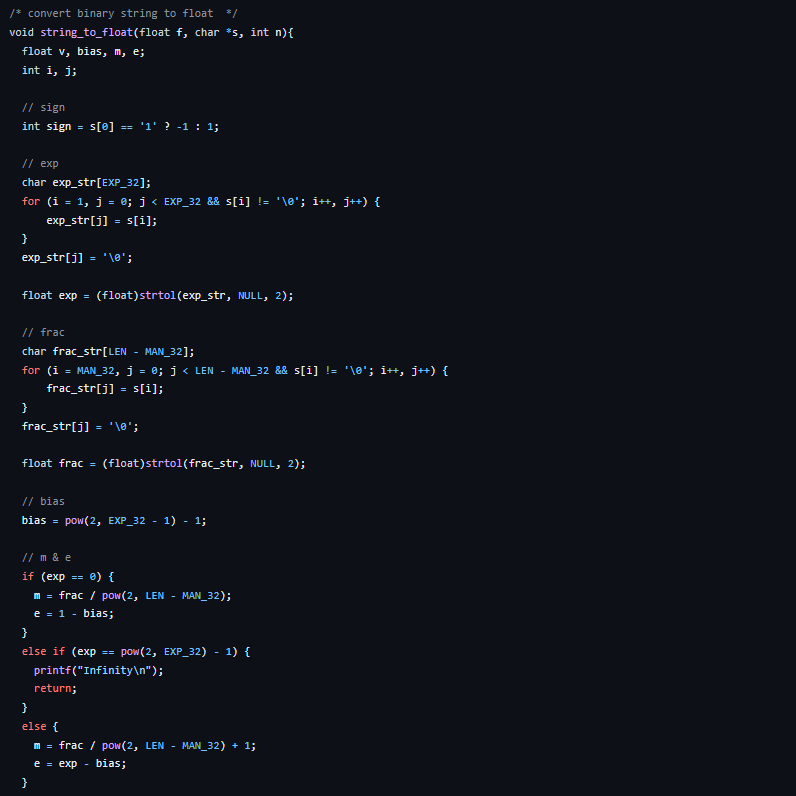 /* convert binary string to float  */
void string_to_float(float f, char *s, int n){
  float v, bias, m, e;
  int i, j;

  // sign
  int sign = s[0] == '1' ? -1 : 1;

  // exp
  char exp_str[EXP_32];
  for (i = 1, j = 0; j < EXP_32 && s[i] != '\0'; i++, j++) {
      exp_str[j] = s[i];
  }
  exp_str[j] = '\0';

  float exp = (float)strtol(exp_str, NULL, 2);

  // frac
  char frac_str[LEN - MAN_32];
  for (i = MAN_32, j = 0; j < LEN - MAN_32 && s[i] != '\0'; i++, j++) {
      frac_str[j] = s[i];
  }
  frac_str[j] = '\0';

  float frac = (float)strtol(frac_str, NULL, 2);

  // bias
  bias = pow(2, EXP_32 - 1) - 1;

  // m & e
  if (exp == 0) {
    m = frac / pow(2, LEN - MAN_32);
    e = 1 - bias;
  }
  else if (exp == pow(2, EXP_32) - 1) {
    printf("Infinity\n");
    return;
  }
  else {
    m = frac / pow(2, LEN - MAN_32) + 1;
    e = exp - bias;
  }